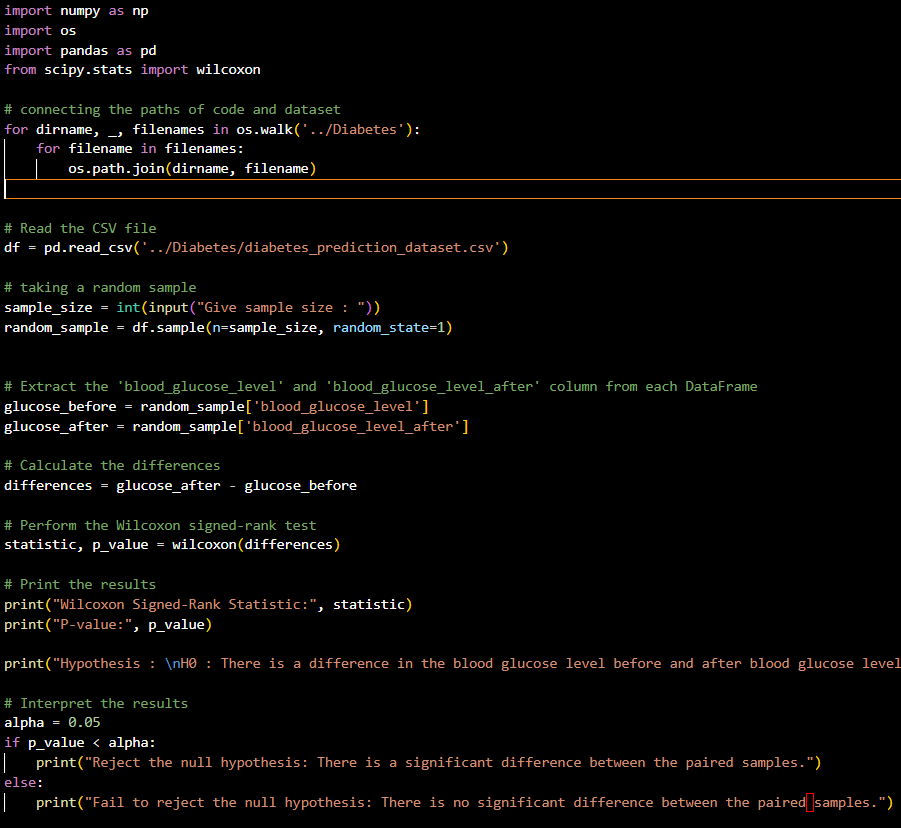 import numpy as np
import os
import pandas as pd
from scipy.stats import wilcoxon
# connecting the paths of code and dataset
for dirname, _, filenames in os.walk('../Diabetes'):
    for filename in filenames:
        os.path.join(dirname, filename)
# Read the CSV file
df = pd.read_csv('../Diabetes/diabetes_prediction_dataset.csv')
# taking a random sample
sample_size = int(input("Give sample size : "))
random_sample = df.sample(n=sample_size, random_state=1)
# Extract the 'blood_glucose_level' and 'blood_glucose_level_after' column from each DataFrame
glucose_before = random_sample['blood_glucose_level']
glucose_after = random_sample['blood_glucose_level_after']
# Calculate the differences
differences = glucose_after - glucose_before
# Perform the Wilcoxon signed-rank test
statistic, p_value = wilcoxon(differences)
# Print the results
print("Wilcoxon Signed-Rank Statistic:", statistic)
print("P-value:", p_value)
print("Hypothesis : \nH0 : There is a difference in the blood glucose level before and after blood glucose level
# Interpret the results
alpha = 0.05
if p_value < alpha:
    print("Reject the null hypothesis: There is a significant difference between the paired samples.")
else:
    print("Fail to reject the null hypothesis: There is no significant difference between the paired samples.")